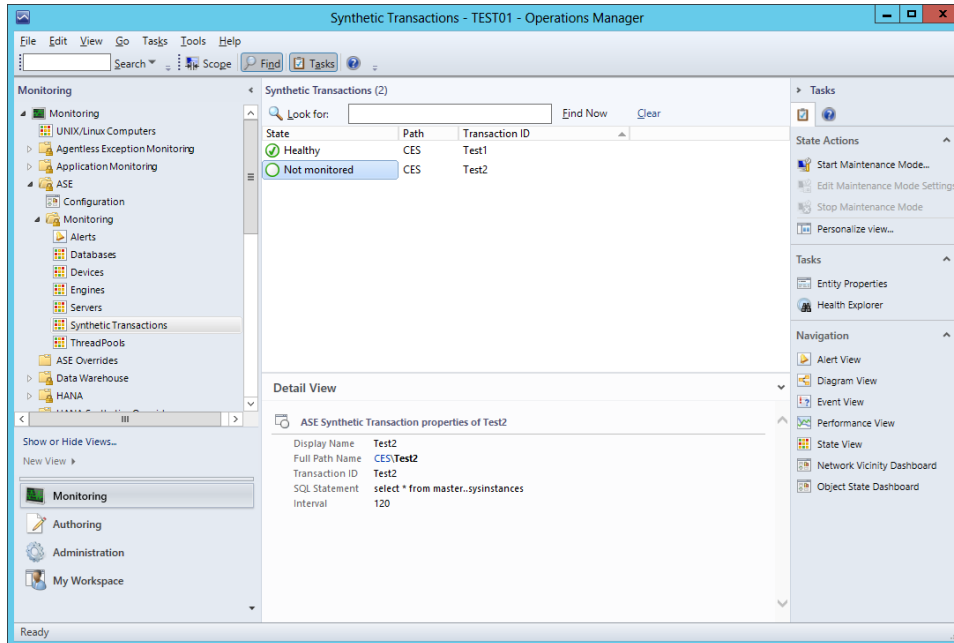 Synthetic Transactions - TEST01 - Operations Manager
File Edit View Go Tasks Tools Help
Search Scope Find Tasks
Monitoring
Monitoring
UNIX/Linux Computers
Agentless Exception Monitoring
Application Monitoring
ASE
Configuration
Monitoring
Alerts
Databases
Devices
Engines
Servers
Synthetic Transactions
ThreadPools
ASE Overrides
Data Warehouse
HANA
Show or Hide Views...
New View
Monitoring
Authoring
Administration
My Workspace
Synthetic Transactions (2)
Look for: Find Now Clear
State Path Transaction ID
Healthy CES Test1
Not monitored CES Test2
Detail View
ASE Synthetic Transaction properties of Test2
Display Name Test2
Full Path Name CES\Test2
Transaction ID Test2
SQL Statement select * from master..sysinstances
Interval 120
Tasks
State Actions
Start Maintenance Mode...
Edit Maintenance Mode Settings
Stop Maintenance Mode
Personalize view...
Tasks
Entity Properties
Health Explorer
Navigation
Alert View
Diagram View
Event View
Performance View
State View
Network Vicinity Dashboard
Object State Dashboard
Ready